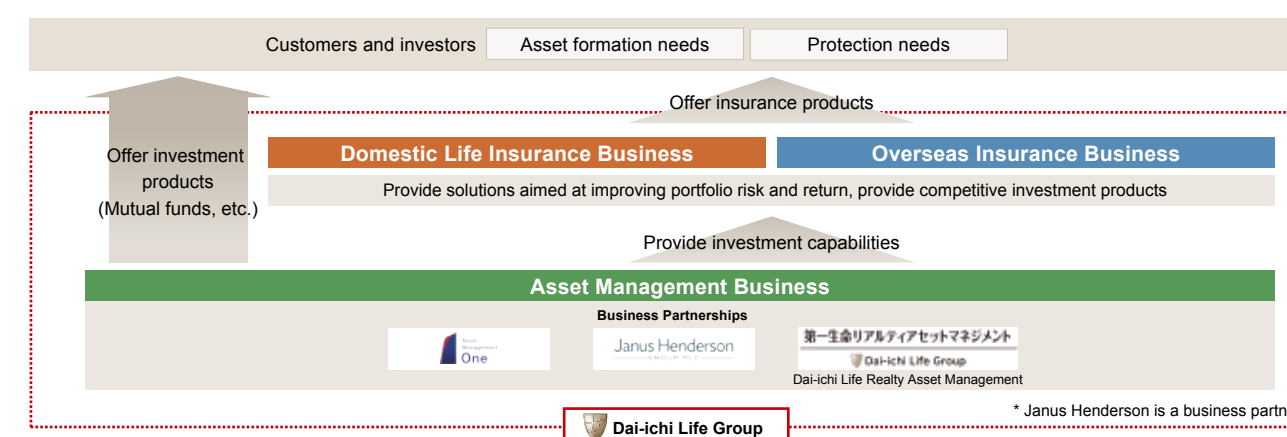 Customers and investors
Asset formation needs
Protection needs
Offer insurance products
Offer investment
products
(Mutual funds, etc.)
Domestic Life Insurance Business
Overseas Insurance Business
Provide solutions aimed at improving portfolio risk and return, provide competitive investment products
Provide investment capabilities
Asset Management Business
Business Partnerships
Asset
Management
One
Janus Henderson
GROUP PLC
第一生命リアルティアセットマネジメント
Dai-ichi Life Group
Dai-ichi Life Realty Asset Management
* Janus Henderson is a business partn
Dai-ichi Life Group